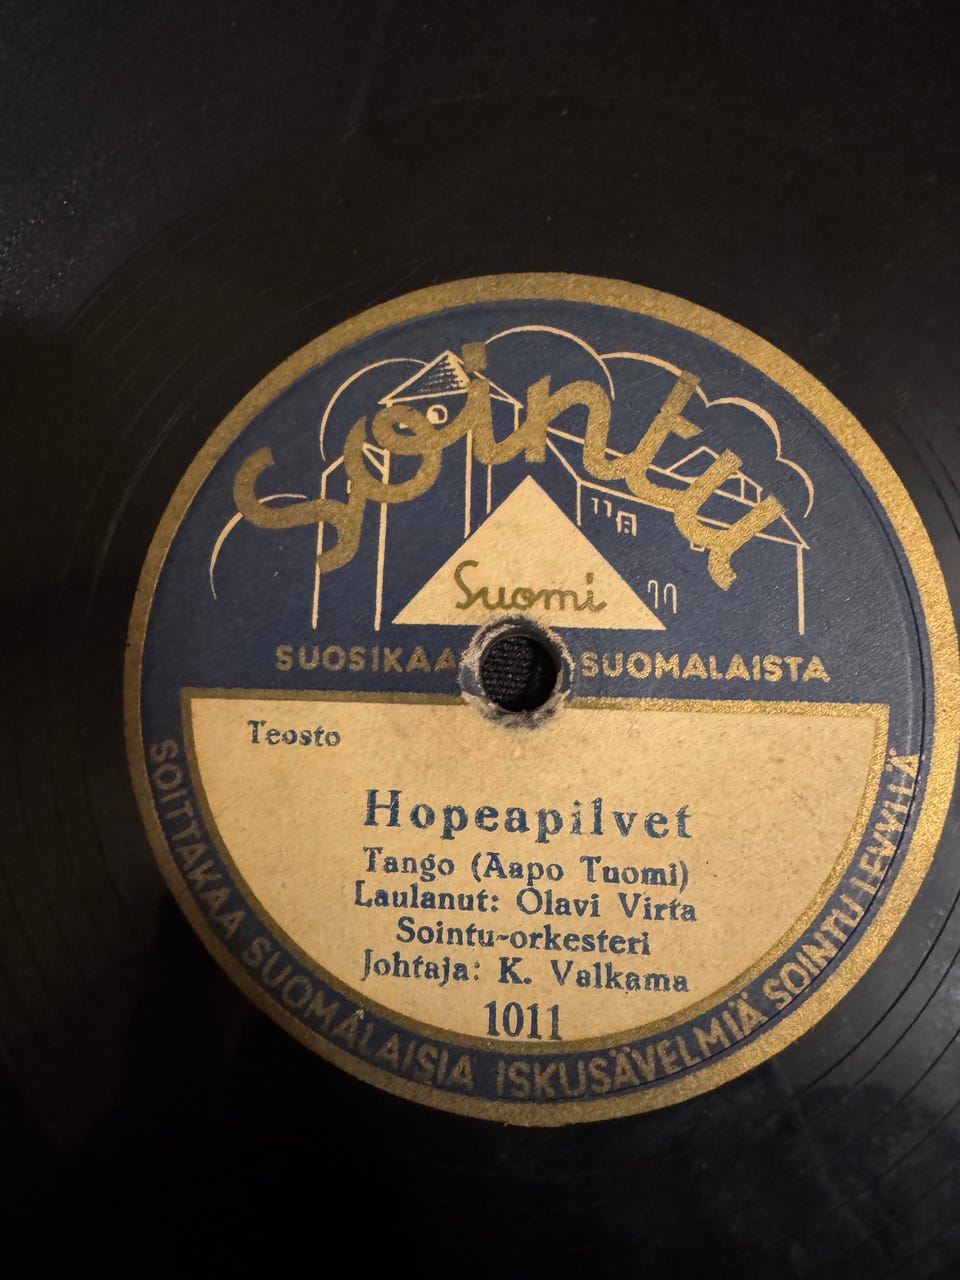 Sointu
Suomi
SUOSIKAA SUOMALAISTA
Teosto
Hopeapilvet
Tango (Aapo Tuomi)
Laulanut: Olavi Virta
Sointu-orkesteri
Johtaja: K. Valkama
1011
SOITTAKAA SUOMALAISIA ISKUSÄVELMIÄ SOINTU LEVYILLÄ